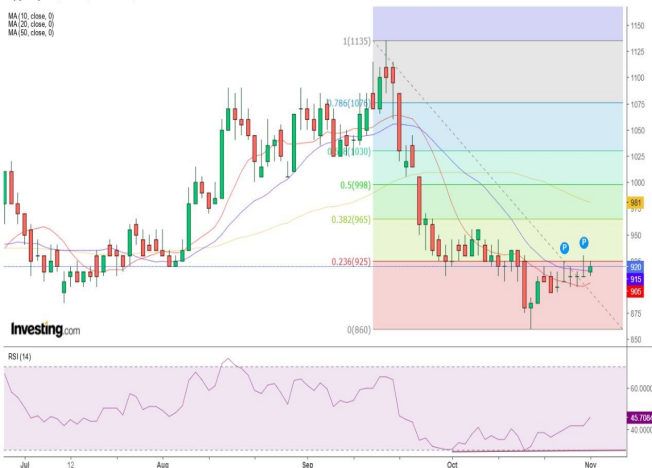 MA (10, close, 0)
MA (20, close, 0)
MA (50, close, 0)
1(1135)
0.786(1076)
(1030)
0.5(998)
0.382(965)
0.236(925)
0(860)
P
P
1150
1125
1100
1075
1050
1025
1000
981
950
920
915
905
875
850
Investing.com
RSI (14)
60.0000
45.7084
40.0000
Jul
12
Aug
Sep
Oct
Nov